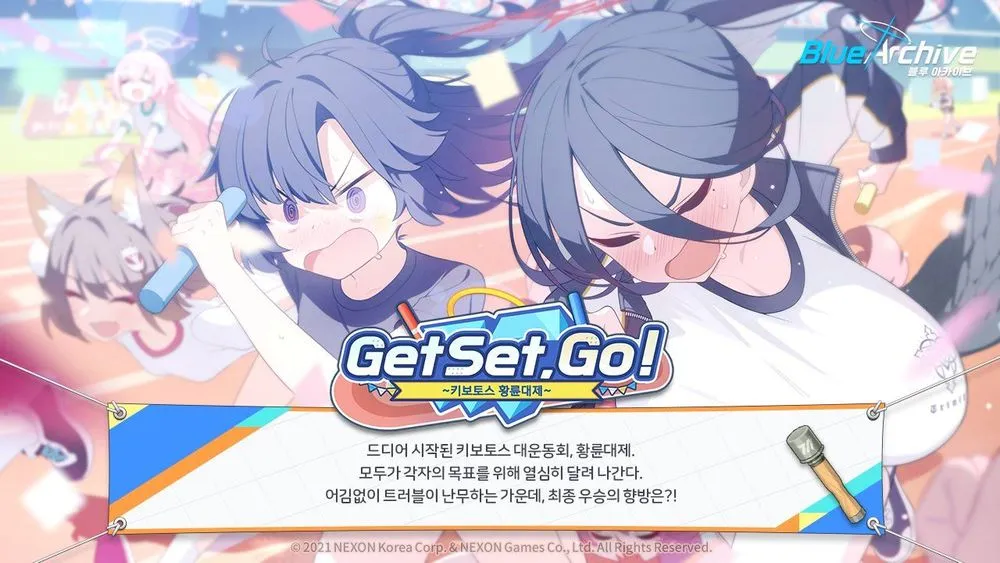 Blue Archive
블루 아카이브
Get Set, Go!
~키보토스 황륜대제~
드디어 시작된 키보토스 대운동회, 황륜대제.
모두가 각자의 목표를 위해 열심히 달려 나간다.
어김없이 트러블이 난무하는 가운데, 최종 우승의 향방은?!
© 2021 NEXON Korea Corp. & NEXON Games Co., Ltd. All Rights Reserved.